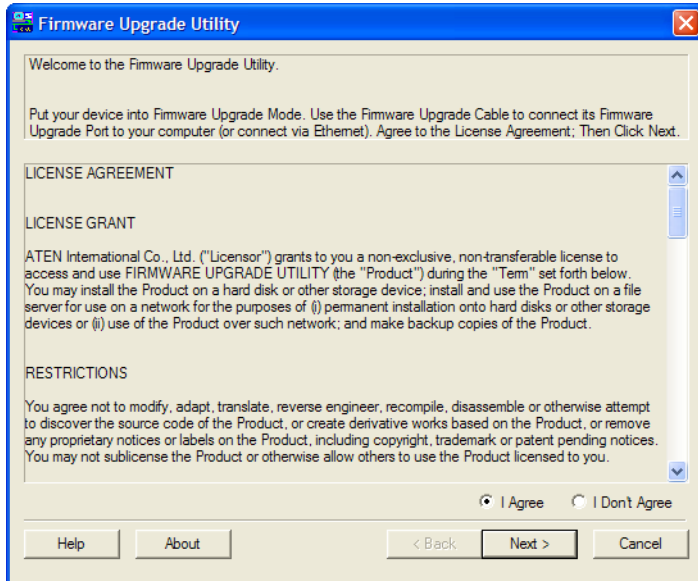 Firmware Upgrade Utility
Welcome to the Firmware Upgrade Utility.
Put your device into Firmware Upgrade Mode. Use the Firmware Upgrade Cable to connect its Firmware
Upgrade Port to your computer (or connect via Ethernet). Agree to the License Agreement; Then Click Next.
LICENSE AGREEMENT
LICENSE GRANT
ATEN International Co., Ltd. ("Licensor") grants to you a non-exclusive, non-transferable license to
access and use FIRMWARE UPGRADE UTILITY (the "Product") during the "Term" set forth below.
You may install the Product on a hard disk or other storage device; install and use the Product on a file
server for use on a network for the purposes of (i) permanent installation onto hard disks or other storage
devices or (ii) use of the Product over such network; and make backup copies of the Product.
RESTRICTIONS
You agree not to modify, adapt, translate, reverse engineer, recompile, disassemble or otherwise attempt
to discover the source code of the Product, or create derivative works based on the Product, or remove
any proprietary notices or labels on the Product, including copyright, trademark or patent pending notices.
You may not sublicense the Product or otherwise allow others to use the Product licensed to you.
I Agree I Don't Agree
Help About < Back Next > Cancel